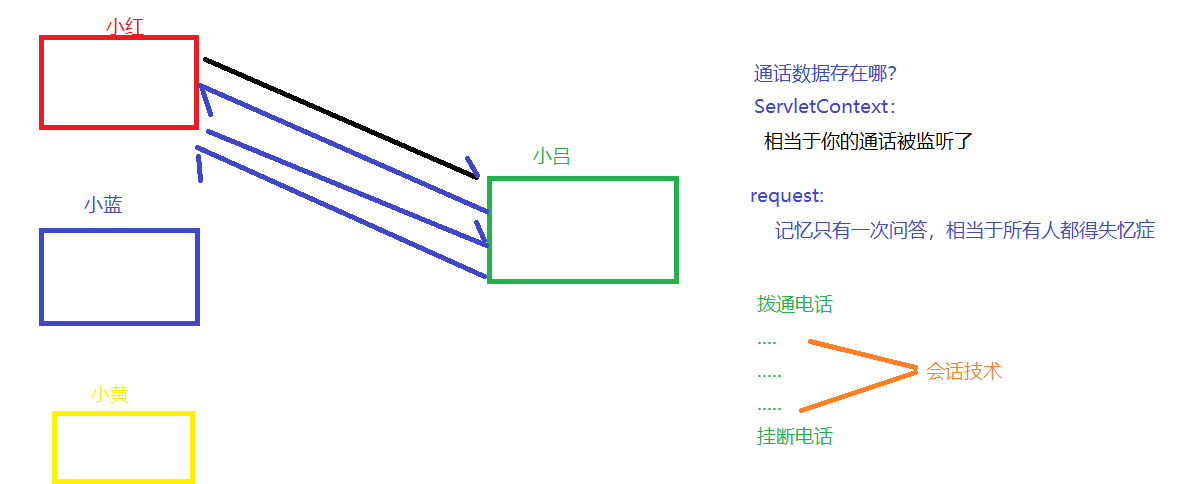 小红
小吕
小蓝
小黄
通话数据存在哪?
ServletContext:
相当于你的通话被监听了
request:
记忆只有一次问答，相当于所有人都得失忆症
拨通电话
....
.....
.....
挂断电话
会话技术